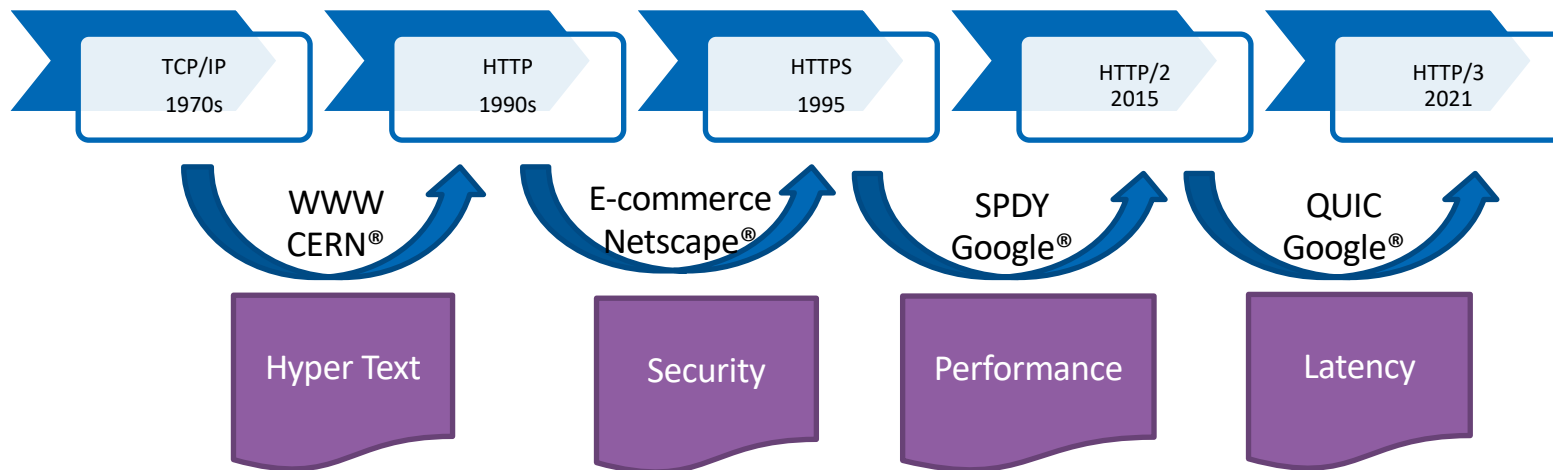 TCP/IP
1970s
HTTP
1990s
HTTPS
1995
HTTP/2
2015
HTTP/3
2021
WWW
CERN®
E-commerce
Netscape®
SPDY
Google®
QUIC
Google®
Hyper Text
Security
Performance
Latency